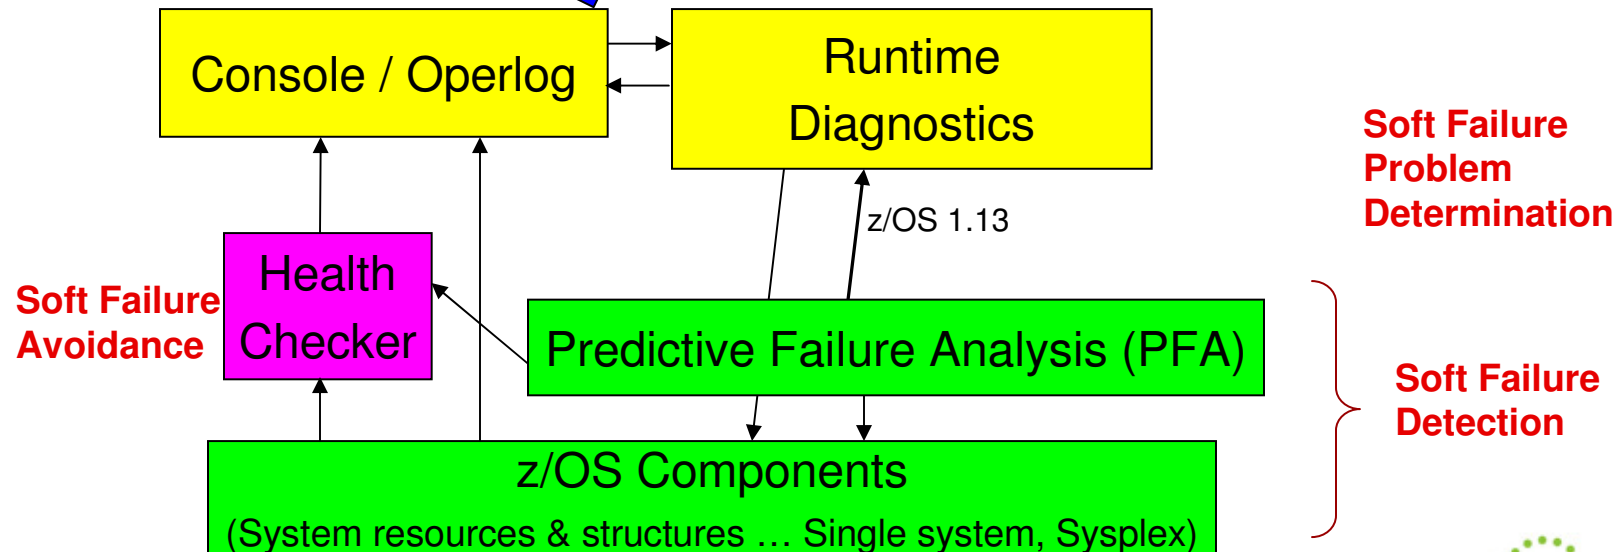 Console / Operlog
Runtime
Diagnostics
Soft Failure
Problem
Determination
z/OS 1.13
Health
Checker
Soft Failure
Avoidance
Predictive Failure Analysis (PFA)
Soft Failure
Detection
z/OS Components
(System resources & structures … Single system, Sysplex)